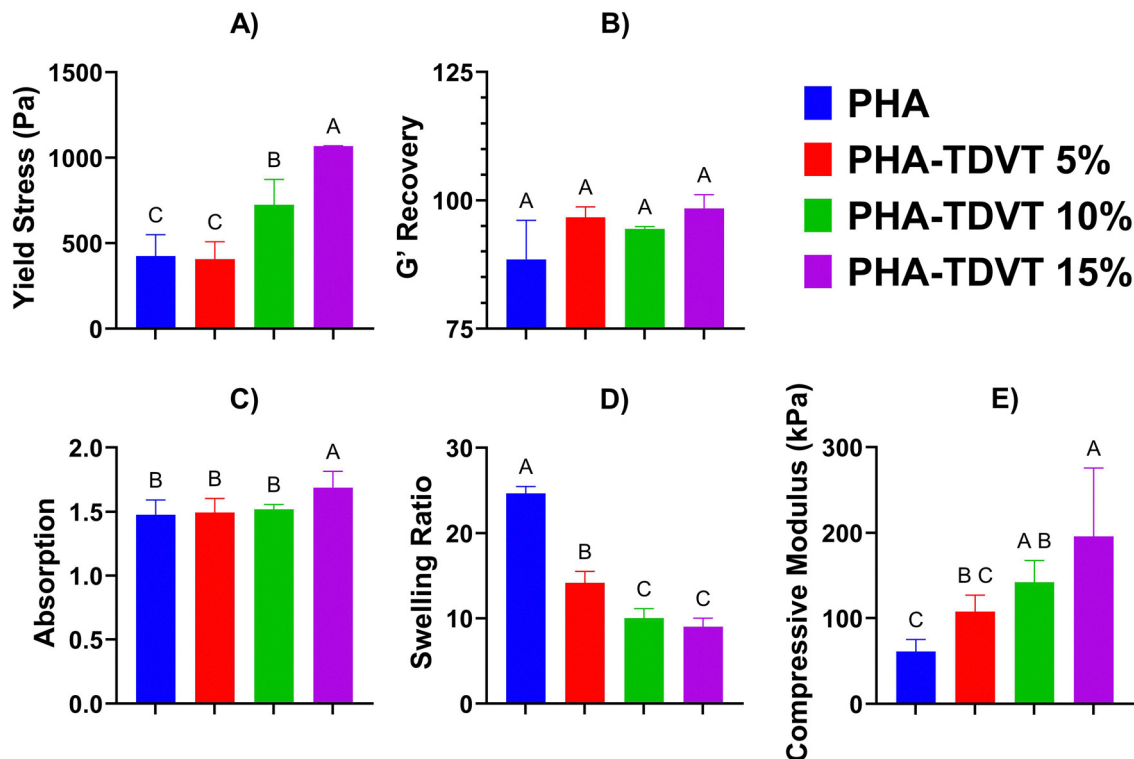 A)
Yield Stress (Pa)
1500
1000
500
0
C
C
B
A
B)
G' Recovery
125
100
75
A
A
A
A
PHA
PHA-TDVT 5%
PHA-TDVT 10%
PHA-TDVT 15%
C)
Absorption
2.0
1.5
1.0
0.5
0.0
B
B
B
A
D)
Swelling Ratio
30
20
10
0
A
B
C
C
E)
Compressive Modulus (kPa)
300
200
100
0
C
B C
A B
A